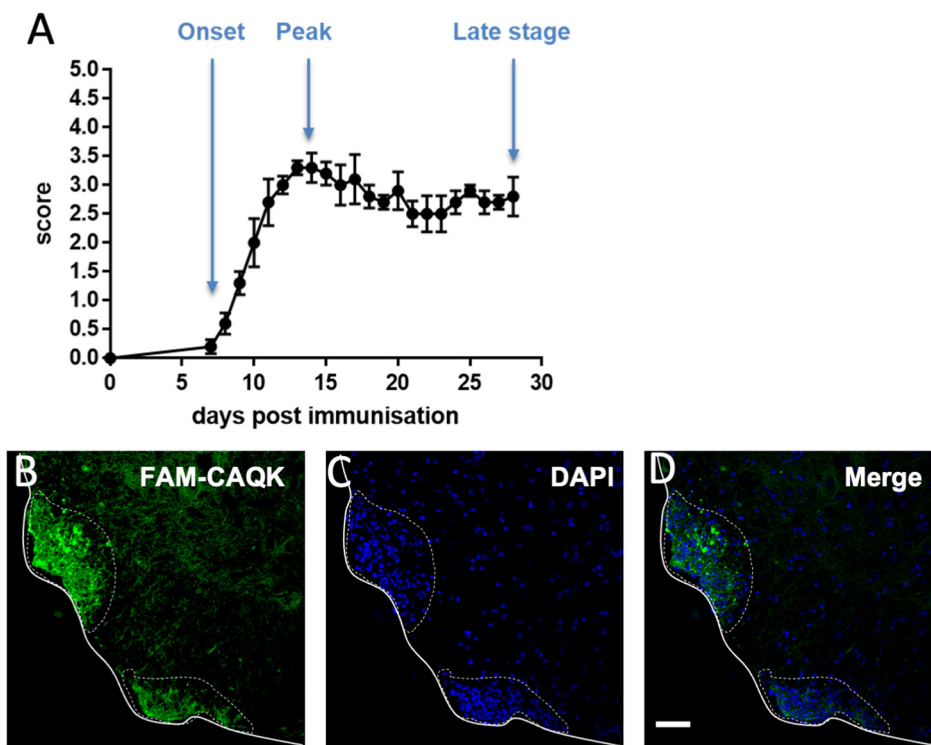 A
Onset Peak Late stage
5.0
4.5
4.0
3.5
3.0
2.5
2.0
1.5
1.0
0.5
0.0
score
0 5 10 15 20 25 30
days post immunisation
B FAM-CAQK
C DAPI
D Merge